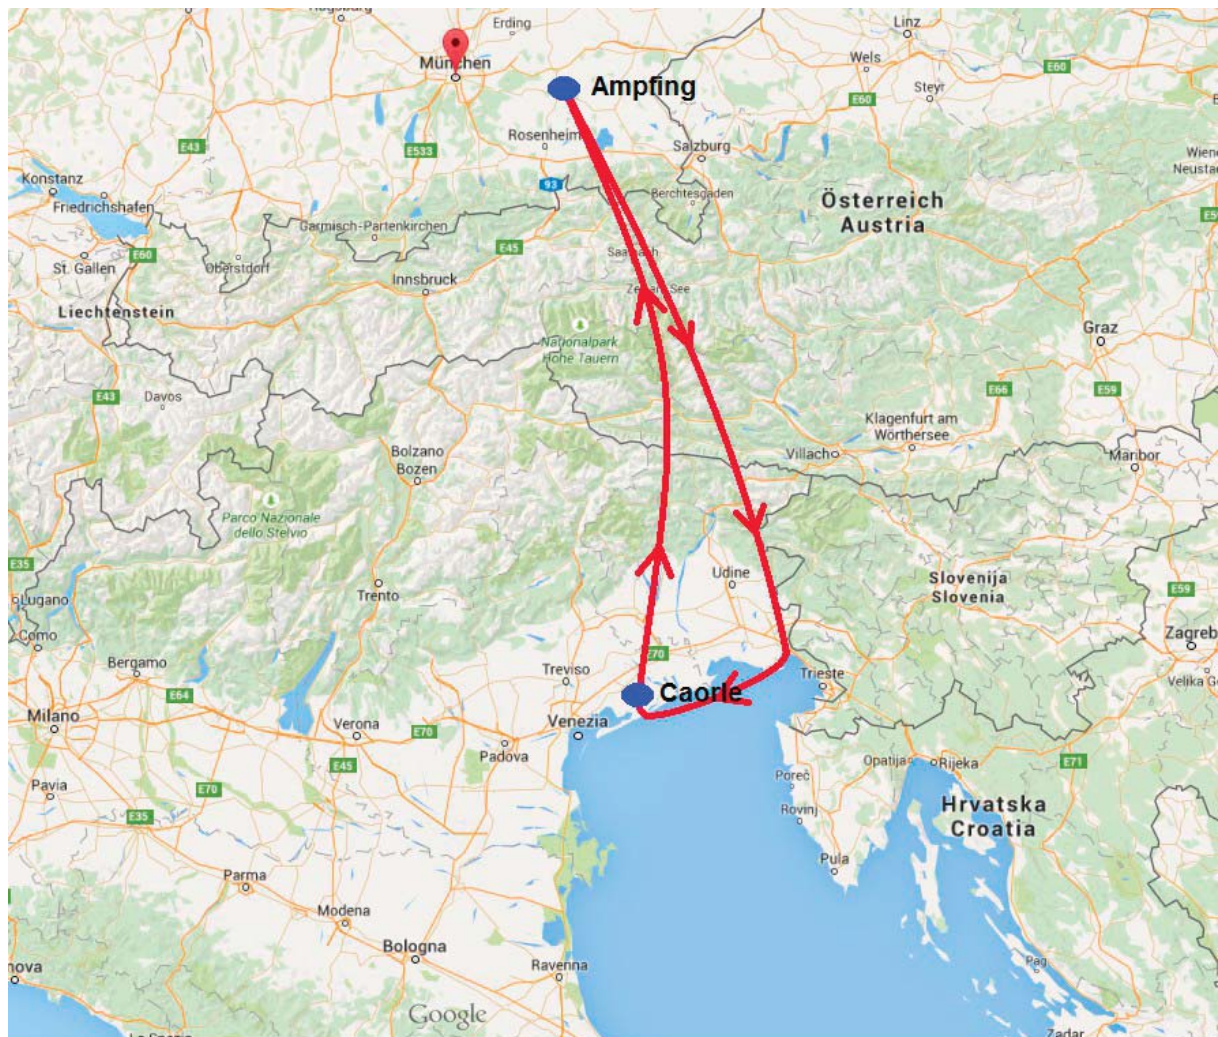 Augsburg
Erding
Linz
München
Wels
E60
Ampfing
Steyr
E60
Rosenheim
E43
E533
Salzburg
Konstanz
93
Berchtesgaden
Friedrichshafen
Österreich
Austria
Garmisch-Partenkirchen
E45
E60
St. Gallen
Oberstdorf
Innsbruck
Liechtenstein
Graz
Nationalpark
Hohe Tauern
E43
Davos
E66
E59
Klagenfurt am
Wörthersee
Bolzano
Bozen
Villach
Maribor
Parco Nazionale
dello Stelvio
E35
Udine
Slovenija
Slovenia
E59
Lugano
Trento
Como
Zagreb
E70
Bergamo
Treviso
Trieste
E64
Caorle
Milano
Verona
E70
Venezia
Padova
E45
Opatija
Rijeka
E71
Pavia
E70
Poreč
Rovinj
Hrvatska
Croatia
E35
Pula
Parma
Modena
Bologna
Ravenna
Pag
Google
Zadar